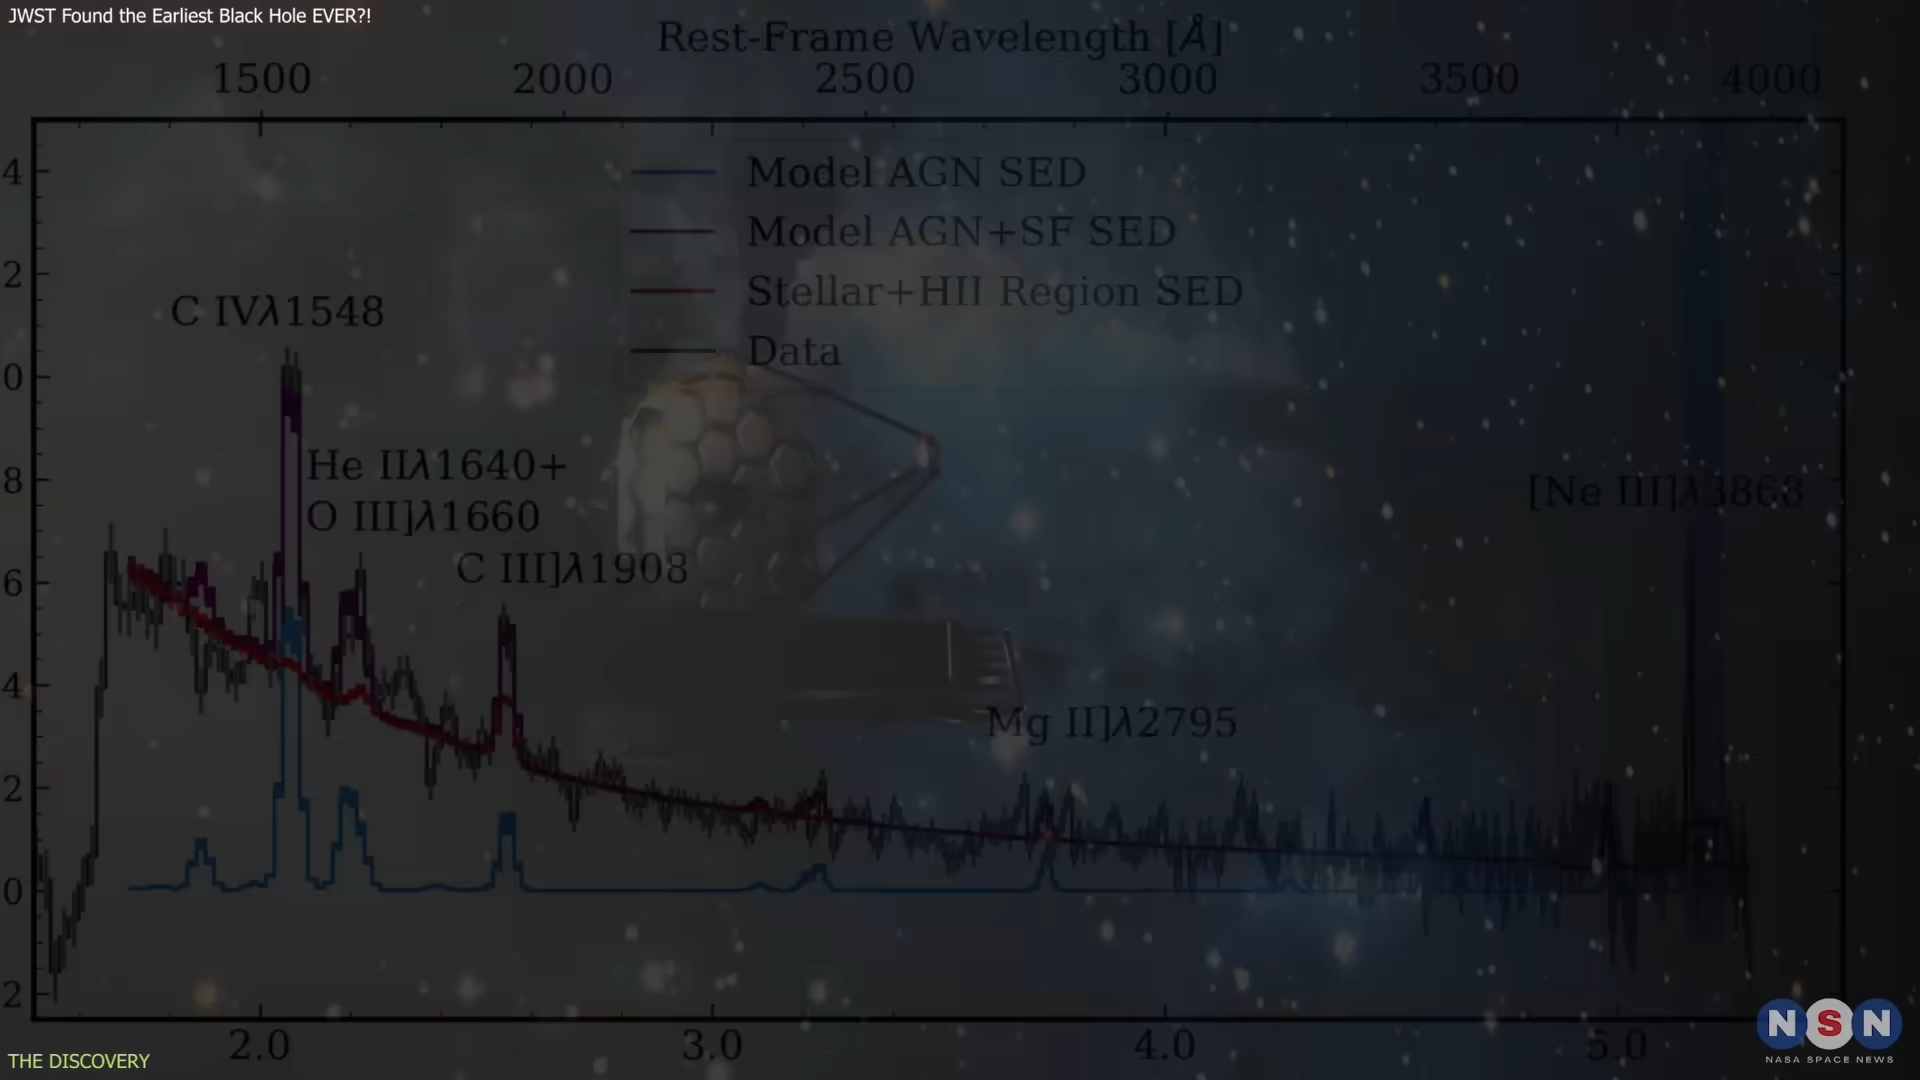 JWST Found the Earliest Black Hole EVER?!
Rest-Frame Wavelength [Å]
1500 2000 2500 3000 3500 4000
4
2
0
8
6
4
2
0
2
Model AGN SED
Model AGN+SF SED
Stellar+HII Region SED
Data
C IVλ1548
He IIλ1640+
O III]λ1660
C III]λ1908
[Ne III]λ3868
Mg II]λ2795
2.0 3.0 4.0 5.0
THE DISCOVERY
NSN
NASA SPACE NEWS